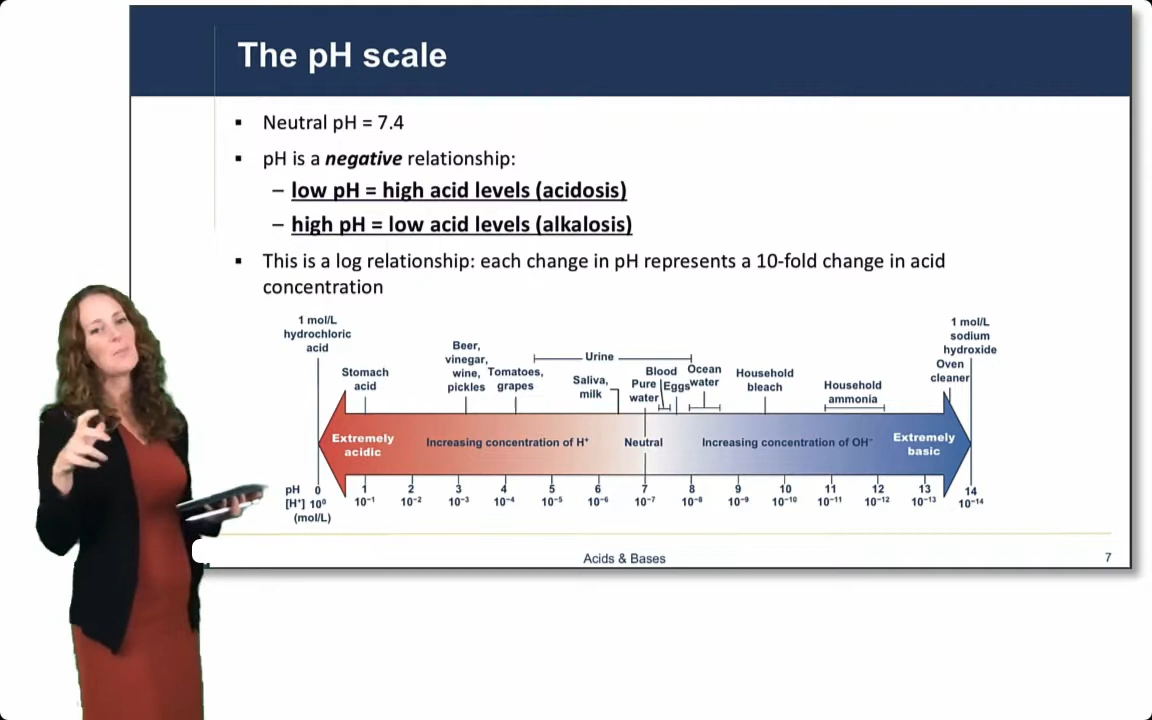 The pH scale
▪ Neutral pH = 7.4
▪ pH is a negative relationship:
– low pH = high acid levels (acidosis)
– high pH = low acid levels (alkalosis)
▪ This is a log relationship: each change in pH represents a 10-fold change in acid
concentration
1 mol/L
hydrochloric
acid
Stomach
acid
Beer,
vinegar,
wine,
pickles
Tomatoes,
grapes
Urine
Saliva,
milk
Pure
water
Blood
Eggs
Ocean
water
Household
bleach
Household
ammonia
1 mol/L
sodium
hydroxide
Oven
cleaner
Extremely
acidic
Increasing concentration of H⁺
Neutral
Increasing concentration of OH⁻
Extremely
basic
pH 0 1 2 3 4 5 6 7 8 9 10 11 12 13 14
[H⁺] 10⁰ 10⁻¹ 10⁻² 10⁻³ 10⁻⁴ 10⁻⁵ 10⁻⁶ 10⁻⁷ 10⁻⁸ 10⁻⁹ 10⁻¹⁰ 10⁻¹¹ 10⁻¹² 10⁻¹³ 10⁻¹⁴
(mol/L)
Acids & Bases
7